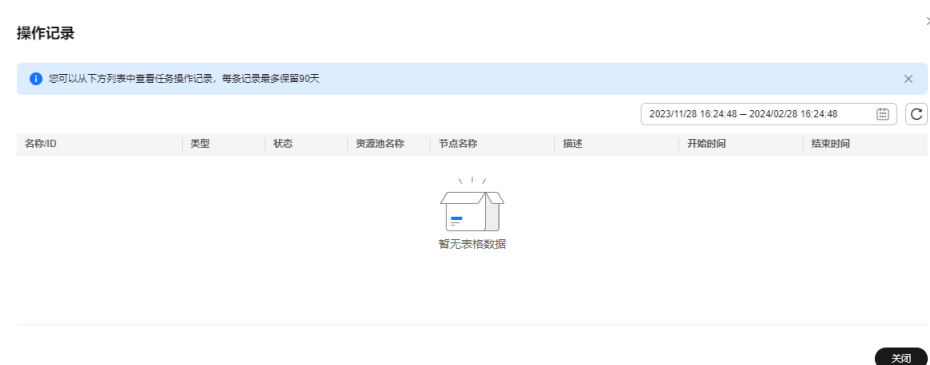 操作记录
您可以从下方列表中查看任务操作记录，每条记录最多保留90天
2023/11/28 16:24:48 — 2024/02/28 16:24:48
名称/ID 类型 状态 资源池名称 节点名称 描述 开始时间 结束时间
暂无表格数据
关闭